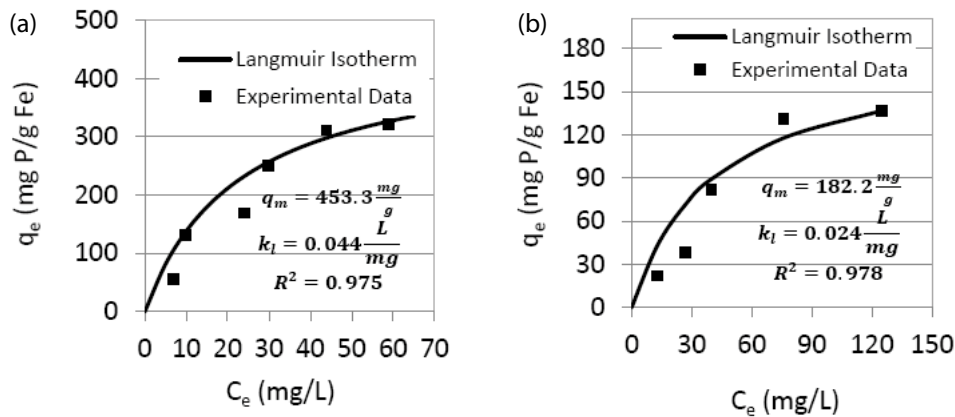 (a)
500
400
300
200
100
0
q_e (mg P/g Fe)
Langmuir Isotherm
Experimental Data
q_m = 453.3 mg/g
k_l = 0.044 L/mg
R² = 0.975
0 10 20 30 40 50 60 70
C_e (mg/L)
(b)
180
150
120
90
60
30
0
q_e (mg P/g Fe)
Langmuir Isotherm
Experimental Data
q_m = 182.2 mg/g
k_l = 0.024 L/mg
R² = 0.978
0 30 60 90 120 150
C_e (mg/L)